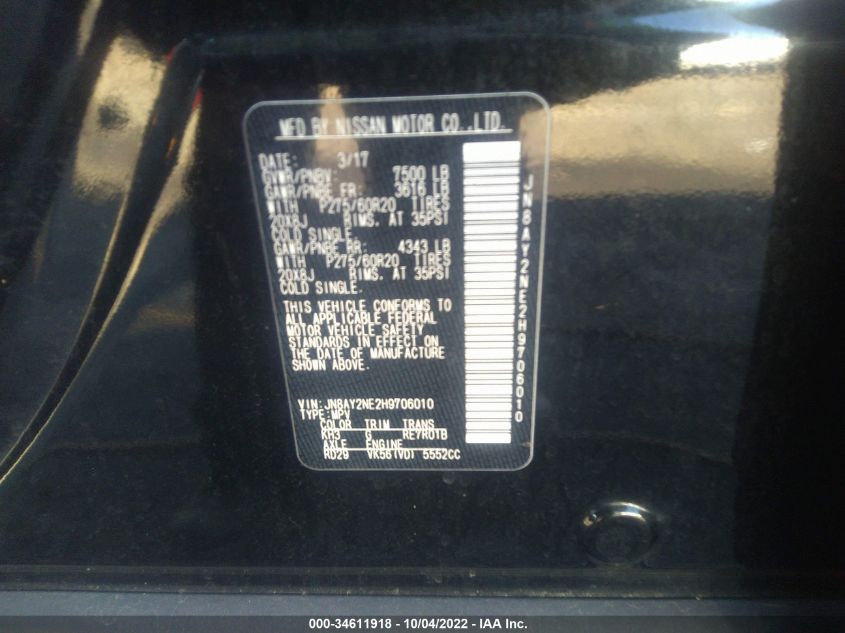 MFD BY NISSAN MOTOR CO.,LTD.
DATE: 3/17
GVWR/PNBV: 7500 LB
GAWR/PNBE FR: 3616 LB
WITH P275/60R20 TIRES
20X8J RIMS. AT 35PSI
COLD SINGLE.
GAWR/PNBE RR: 4343 LB
WITH P275/60R20 TIRES
20X8J RIMS. AT 35PSI
COLD SINGLE.
THIS VEHICLE CONFORMS TO
ALL APPLICABLE FEDERAL
MOTOR VEHICLE SAFETY
STANDARDS IN EFFECT ON
THE DATE OF MANUFACTURE
SHOWN ABOVE.
VIN: JN8AY2NE2H9706010
TYPE: MPV
COLOR TRIM TRANS
KH3 G RE7R01B
AXLE ENGINE
RD29 VK56(VD) 5552CC
JN8AY2NE2H9706010
000-34611918 - 10/04/2022 - IAA Inc.